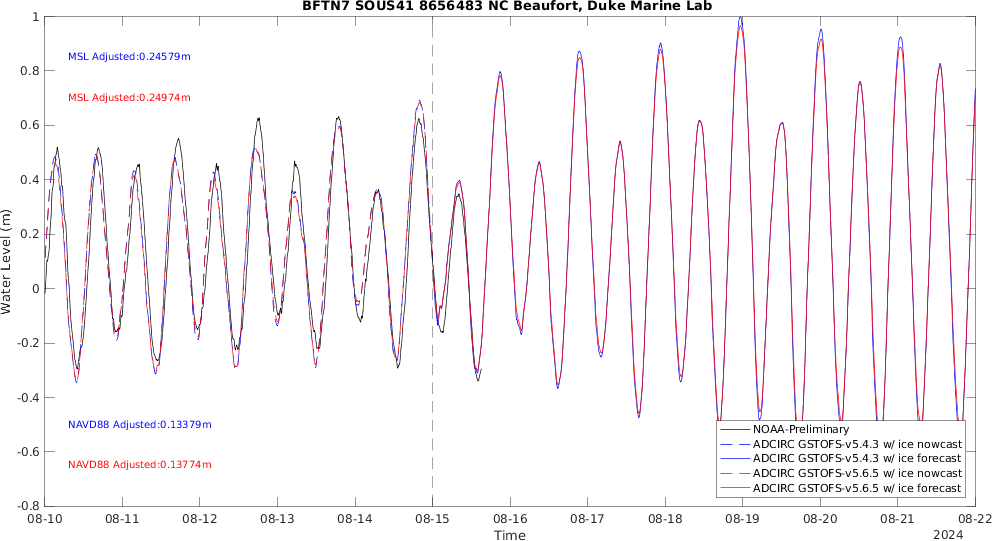 BFTN7 SOUS41 8656483 NC Beaufort, Duke Marine Lab
1
0.8
0.6
0.4
0.2
0
-0.2
-0.4
-0.6
-0.8
Water Level (m)
MSL Adjusted:0.24579m
MSL Adjusted:0.24974m
NAVD88 Adjusted:0.13379m
NAVD88 Adjusted:0.13774m
NOAA-Preliminary
ADCIRC GSTOFS-v5.4.3 w/ ice nowcast
ADCIRC GSTOFS-v5.4.3 w/ ice forecast
ADCIRC GSTOFS-v5.6.5 w/ ice nowcast
ADCIRC GSTOFS-v5.6.5 w/ ice forecast
08-10 08-11 08-12 08-13 08-14 08-15 08-16 08-17 08-18 08-19 08-20 08-21 08-22
Time
2024